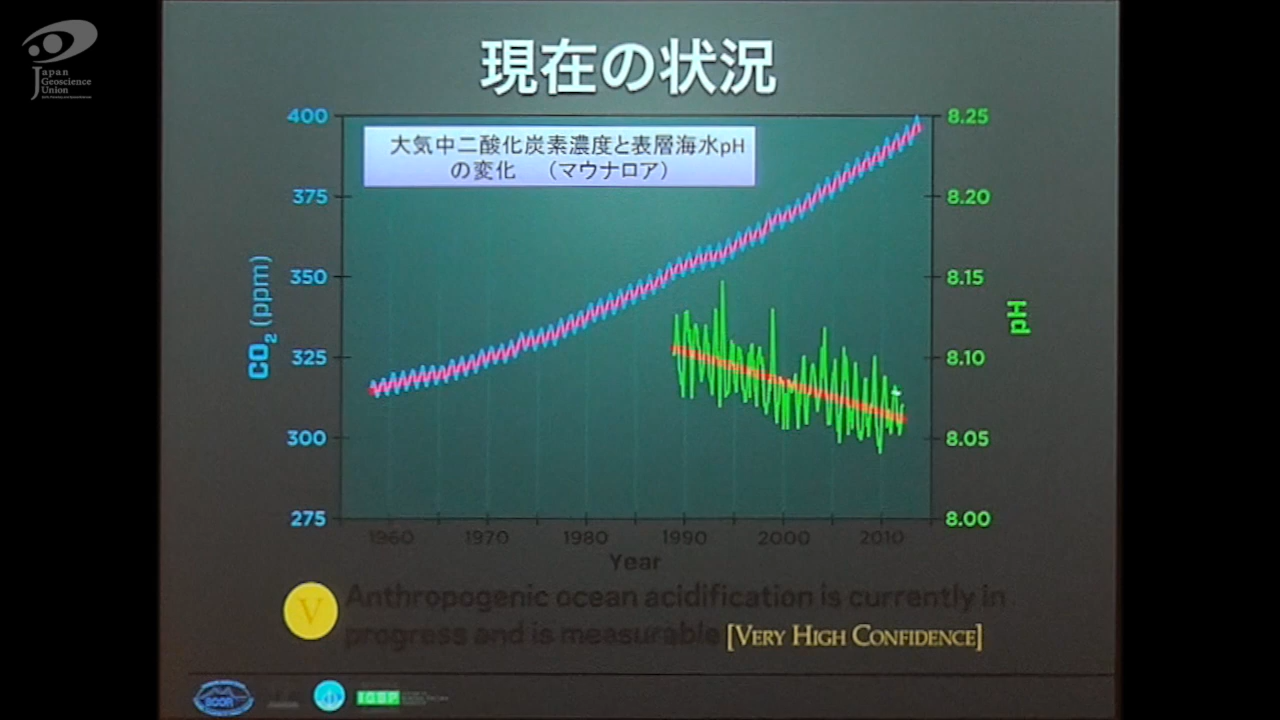 Japan
Geoscience
Union
現在の状況
大気中二酸化炭素濃度と表層海水pH
の変化 （マウナロア）
400
375
350
325
300
275
CO2 (ppm)
8.25
8.20
8.15
8.10
8.05
8.00
pH
1960 1970 1980 1990 2000 2010
Year
V
Anthropogenic ocean acidification is currently in
progress and is measurable [VERY HIGH CONFIDENCE]
SCOR
IGBP